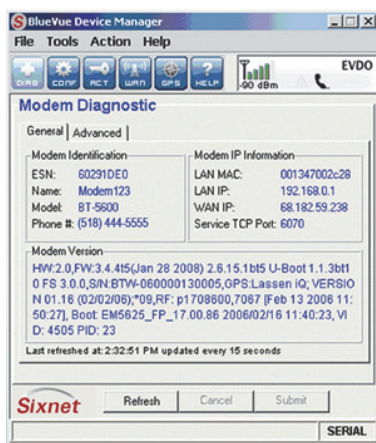 BlueVue Device Manager
File Tools Action Help
DIAG CONF ACT WAN GPS HELP -90 dBm EVDO
Modem Diagnostic
General Advanced
Modem Identification
ESN: 60291DE0
Name: Modem123
Model: BT-5600
Phone #: (518) 444-5555
Modem IP Information
LAN MAC: 001347002c28
LAN IP: 192.168.0.1
WAN IP: 68.182.59.238
Service TCP Port: 6070
Modem Version
HW:2.0,FW:3.4.4t5(Jan 28 2008) 2.6.15.1bt5 U-Boot 1.1.3bt1
0 FS 3.0.0,S/N:BTW-060000130005,GPS:Lassen iQ; VERSIO
N 01.16 (02/02/06);*09,RF: p1708600,7067 [Feb 13 2006 11:
50:27], Boot: EM5625_FP_17.00.86 2006/02/16 11:40:23, VI
D: 4505 PID: 23
Last refreshed at: 2:32:51 PM updated every 15 seconds
Sixnet Refresh Cancel Submit
SERIAL